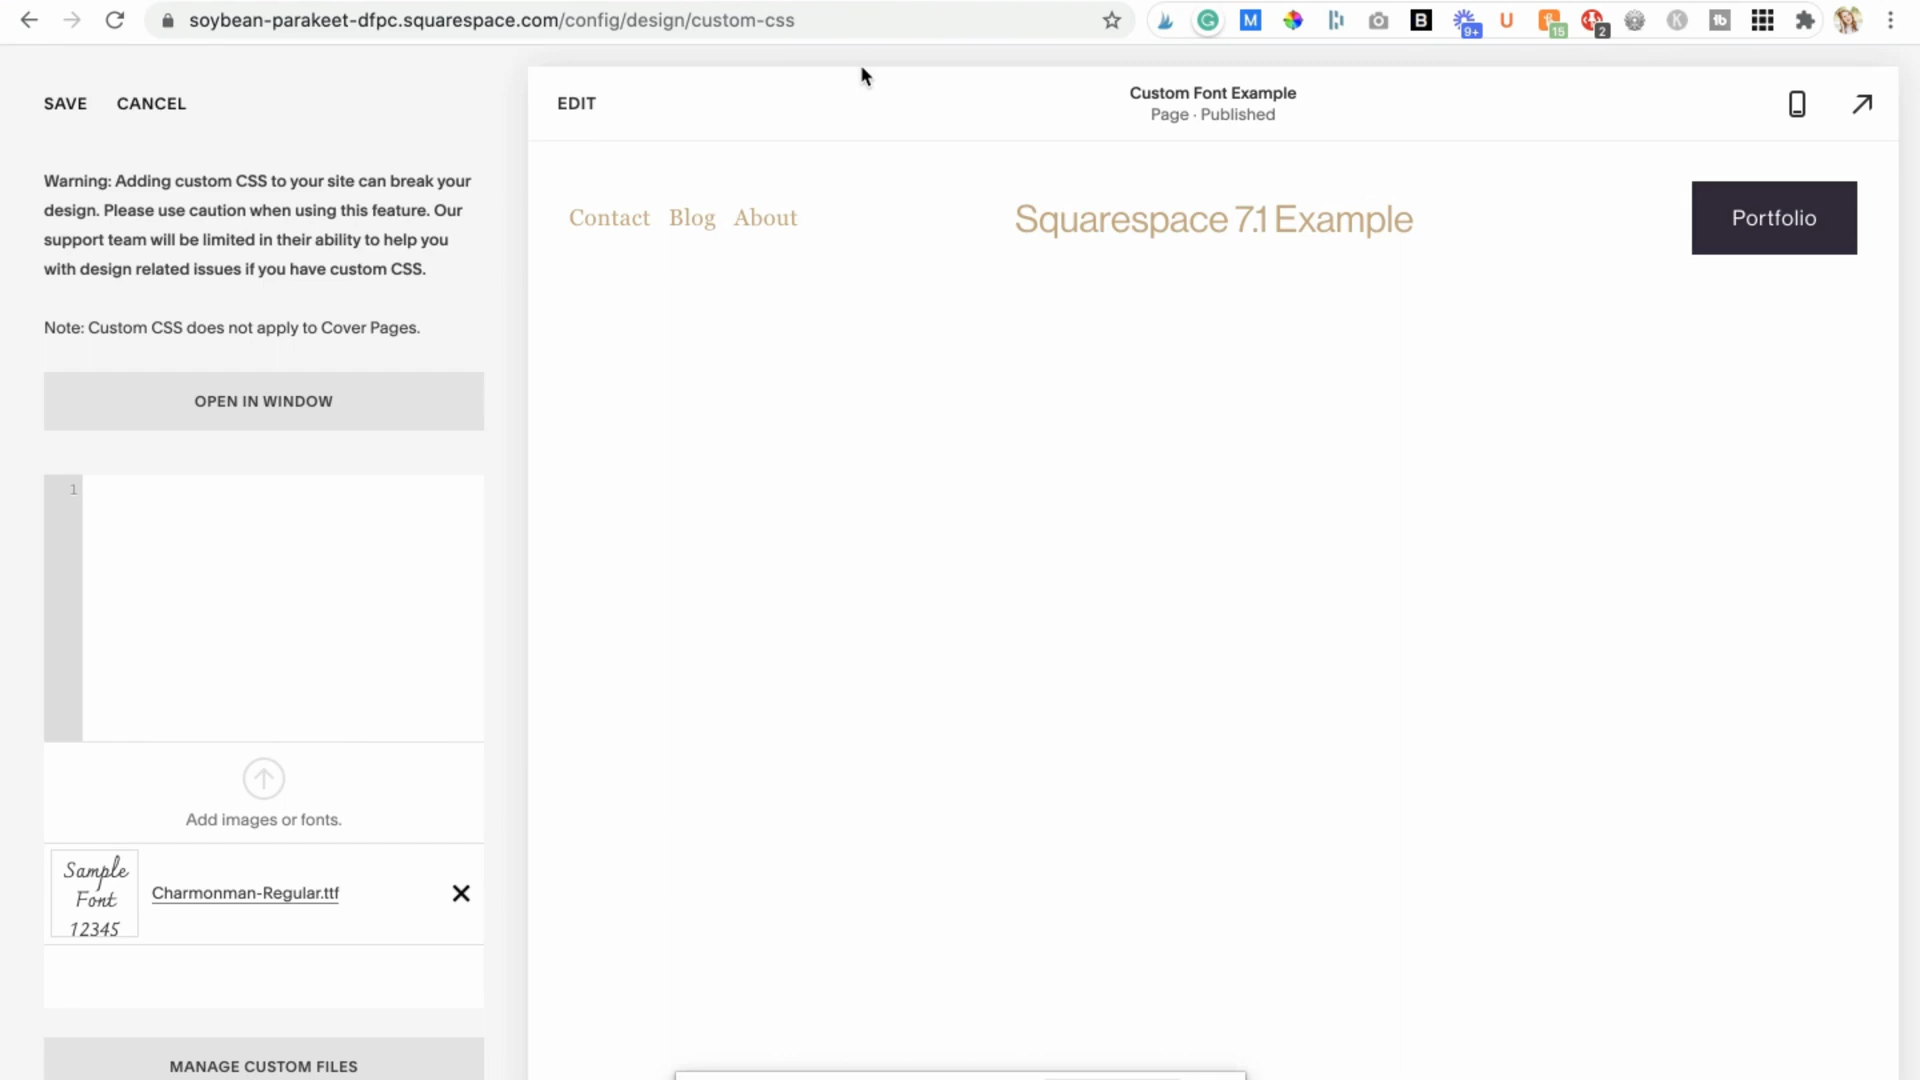 soybean-parakeet-dfpc.squarespace.com/config/design/custom-css
G
M
B
9+
U
15
2
K
tb
SAVE CANCEL
EDIT
Custom Font Example
Page · Published
Warning: Adding custom CSS to your site can break your
design. Please use caution when using this feature. Our
support team will be limited in their ability to help you
with design related issues if you have custom CSS.
Note: Custom CSS does not apply to Cover Pages.
OPEN IN WINDOW
1
Add images or fonts.
Sample
Font
12345
Charmonman-Regular.ttf
MANAGE CUSTOM FILES
Contact Blog About
Squarespace 7.1 Example
Portfolio